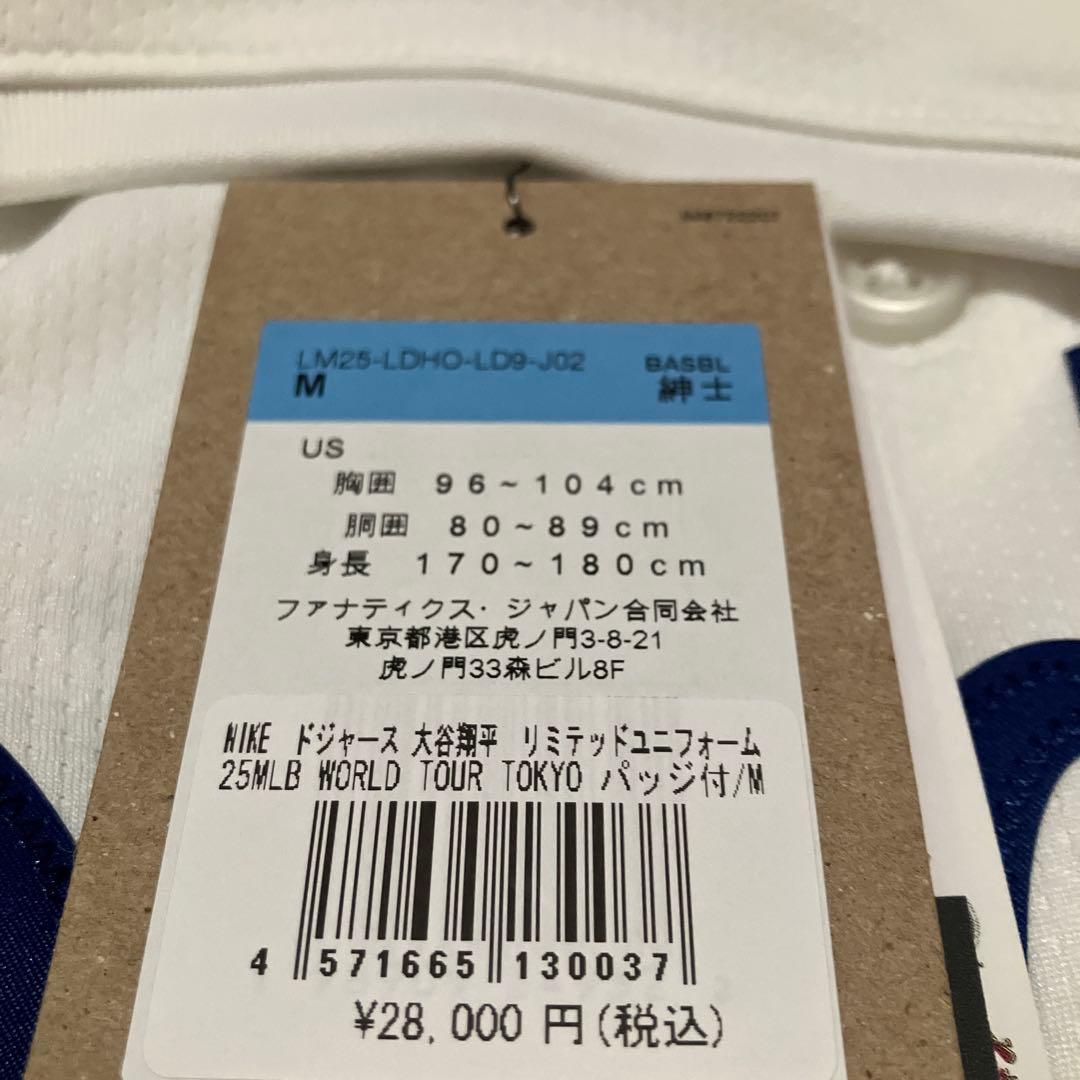 LM25-LDHO-LD9-J02 BASBL
M 紳士
US
胸囲 96~104cm
胴囲 80~89cm
身長 170~180cm
ファナティクス・ジャパン合同会社
東京都港区虎ノ門3-8-21
虎ノ門33森ビル8F
NIKE ドジャース 大谷翔平 リミテッドユニフォーム
25MLB WORLD TOUR TOKYO パッジ付/M
4 571665 130037
¥28,000 円(税込)